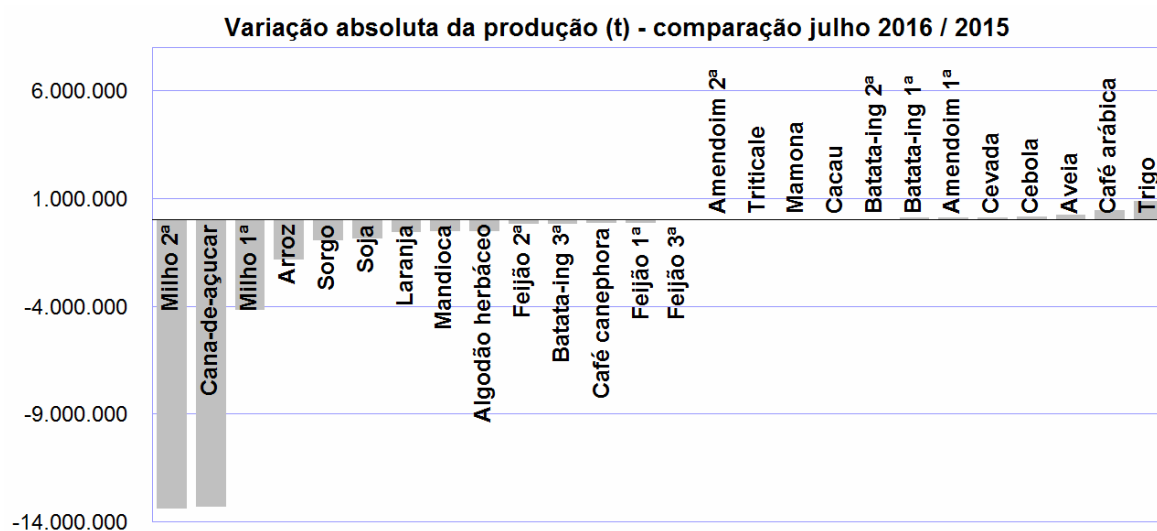 Variação absoluta da produção (t) - comparação julho 2016 / 2015
6.000.000
1.000.000
-4.000.000
-9.000.000
-14.000.000
Milho 2ª
Cana-de-açucar
Milho 1ª
Arroz
Sorgo
Soja
Laranja
Mandioca
Algodão herbáceo
Feijão 2ª
Batata-ing 3ª
Café canephora
Feijão 1ª
Feijão 3ª
Amendoim 2ª
Triticale
Mamona
Cacau
Batata-ing 2ª
Batata-ing 1ª
Amendoim 1ª
Cevada
Cebola
Aveia
Café arábica
Trigo